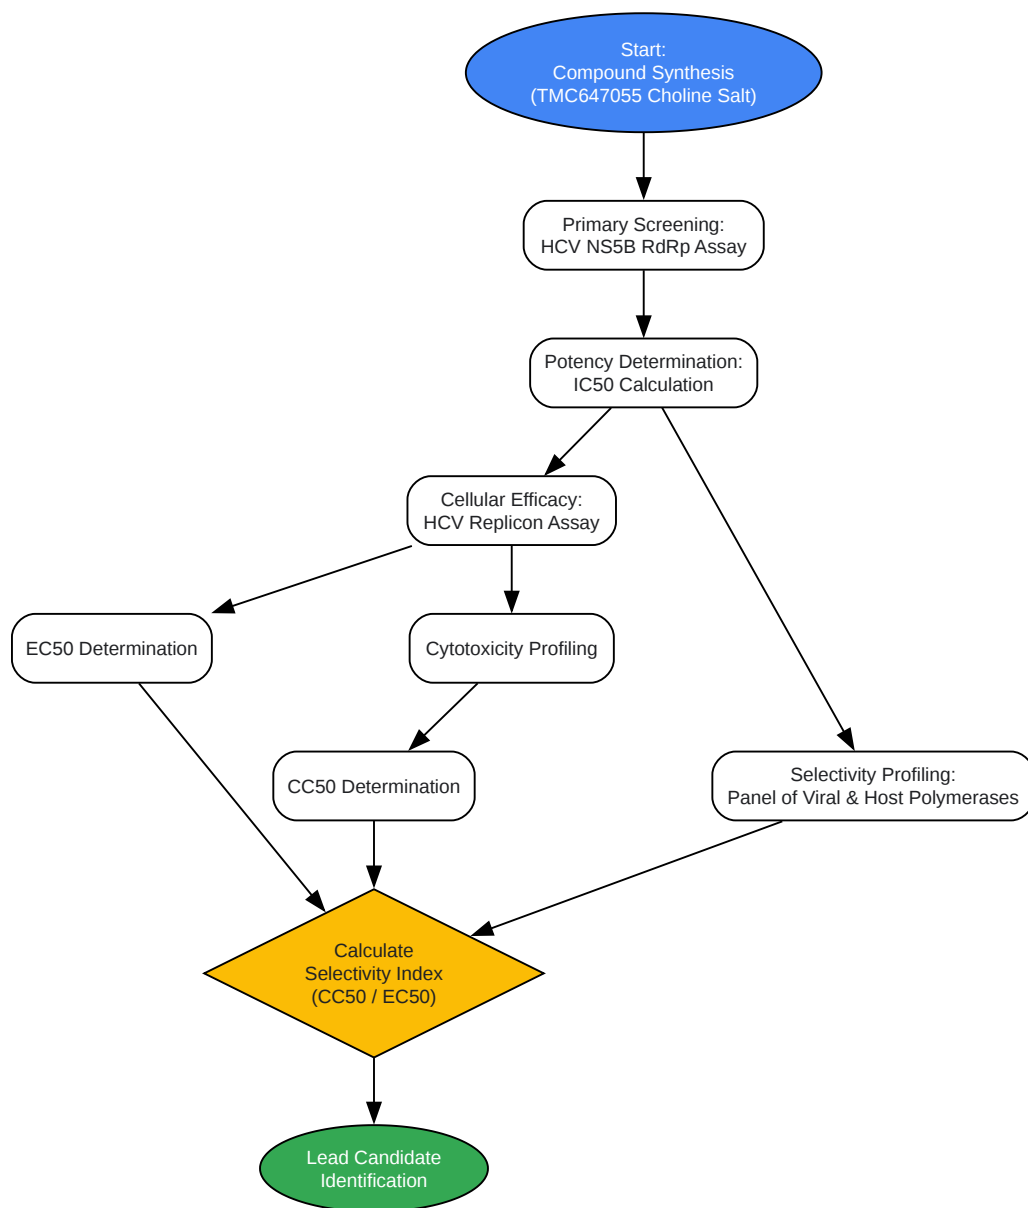 Start:
Compound Synthesis
(TMC647055 Choline Salt)
Primary Screening:
HCV NS5B RdRp Assay
Potency Determination:
IC50 Calculation
Cellular Efficacy:
HCV Replicon Assay
EC50 Determination
Cytotoxicity Profiling
CC50 Determination
Selectivity Profiling:
Panel of Viral & Host Polymerases
Calculate
Selectivity Index
(CC50 / EC50)
Lead Candidate
Identification